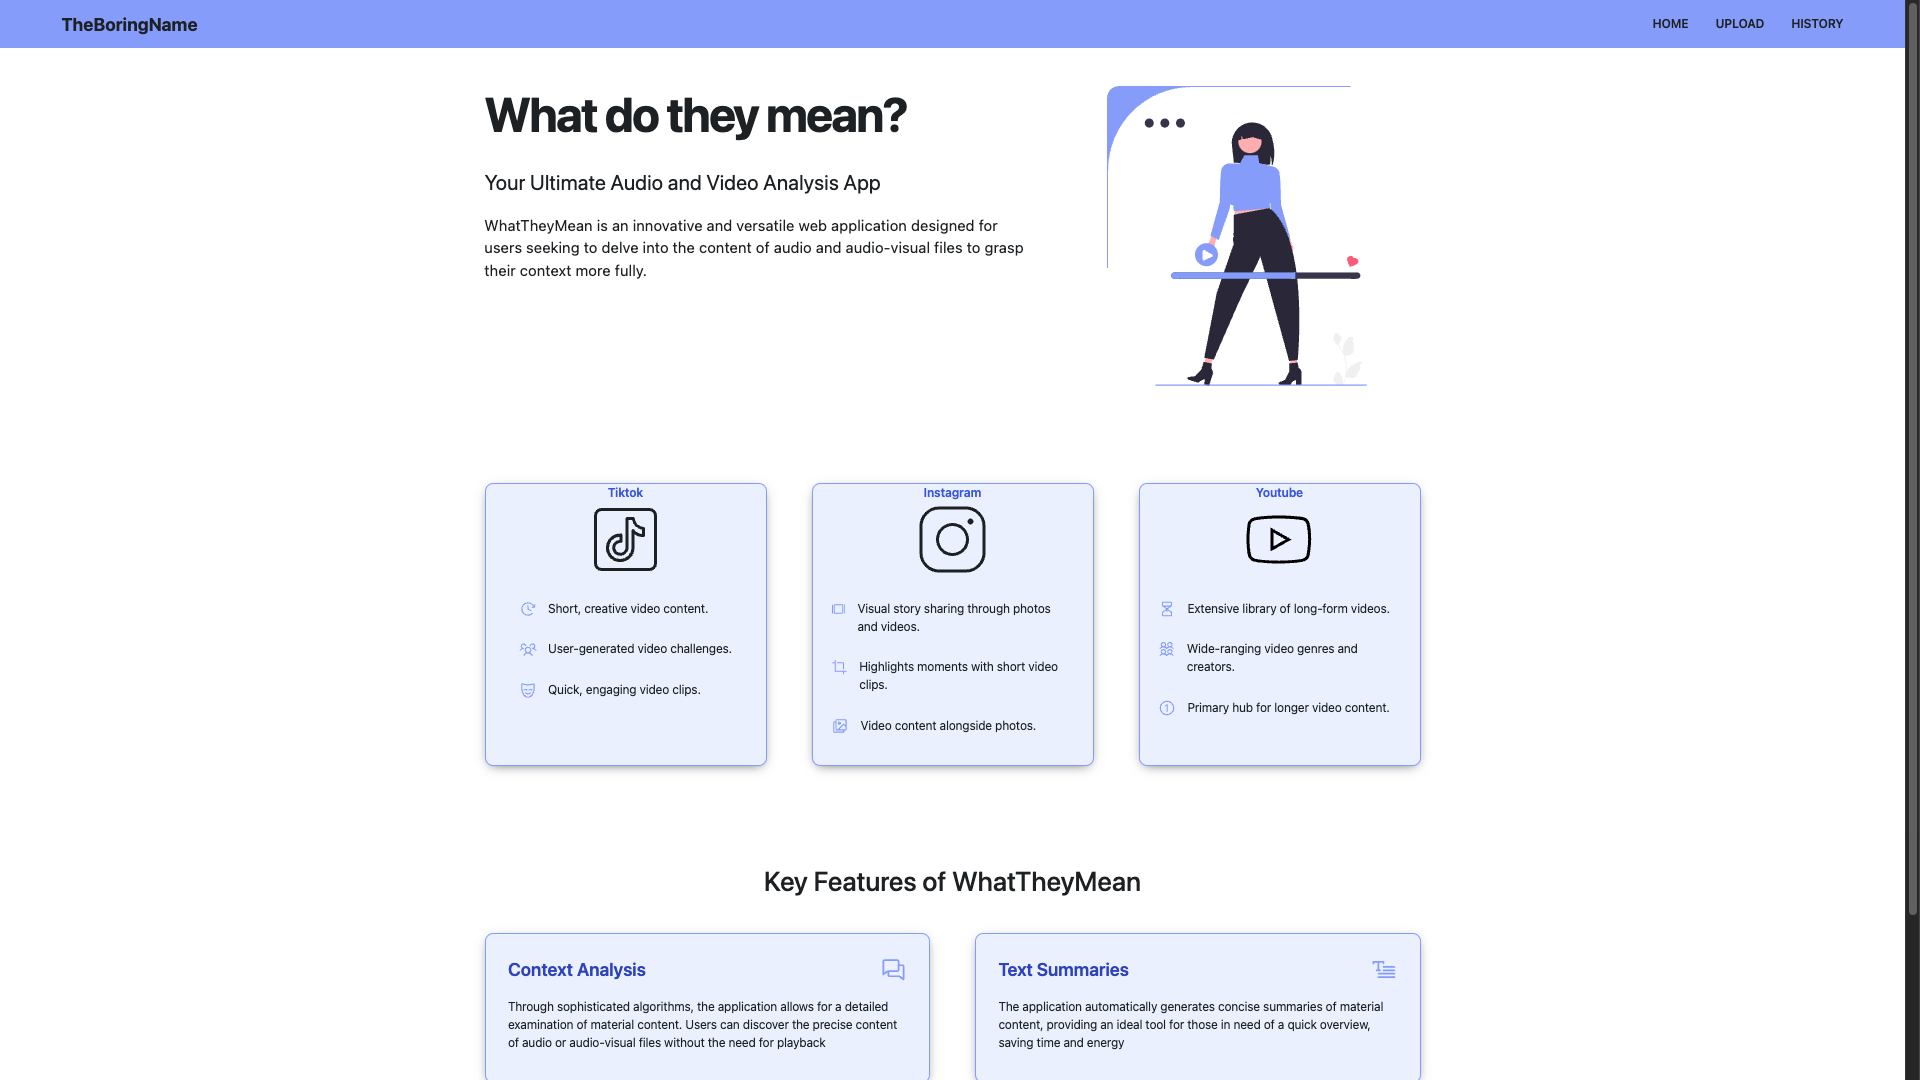 TheBoringName
HOME UPLOAD HISTORY
What do they mean?
Your Ultimate Audio and Video Analysis App
WhatTheyMean is an innovative and versatile web application designed for
users seeking to delve into the content of audio and audio-visual files to grasp
their context more fully.
Tiktok
Short, creative video content.
User-generated video challenges.
Quick, engaging video clips.
Instagram
Visual story sharing through photos
and videos.
Highlights moments with short video
clips.
Video content alongside photos.
Youtube
Extensive library of long-form videos.
Wide-ranging video genres and
creators.
Primary hub for longer video content.
Key Features of WhatTheyMean
Context Analysis
Through sophisticated algorithms, the application allows for a detailed
examination of material content. Users can discover the precise content
of audio or audio-visual files without the need for playback
Text Summaries
The application automatically generates concise summaries of material
content, providing an ideal tool for those in need of a quick overview,
saving time and energy